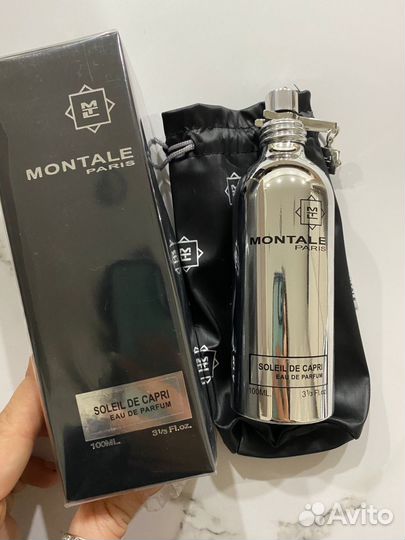 MONTALE
PARIS
SOLEIL DE CAPRI
EAU DE PARFUM
100ML.
3⅓ Fl.oz.
MONTALE
PARIS
SOLEIL DE CAPRI
EAU DE PARFUM
100ML.
3⅓ Fl.oz
Avito